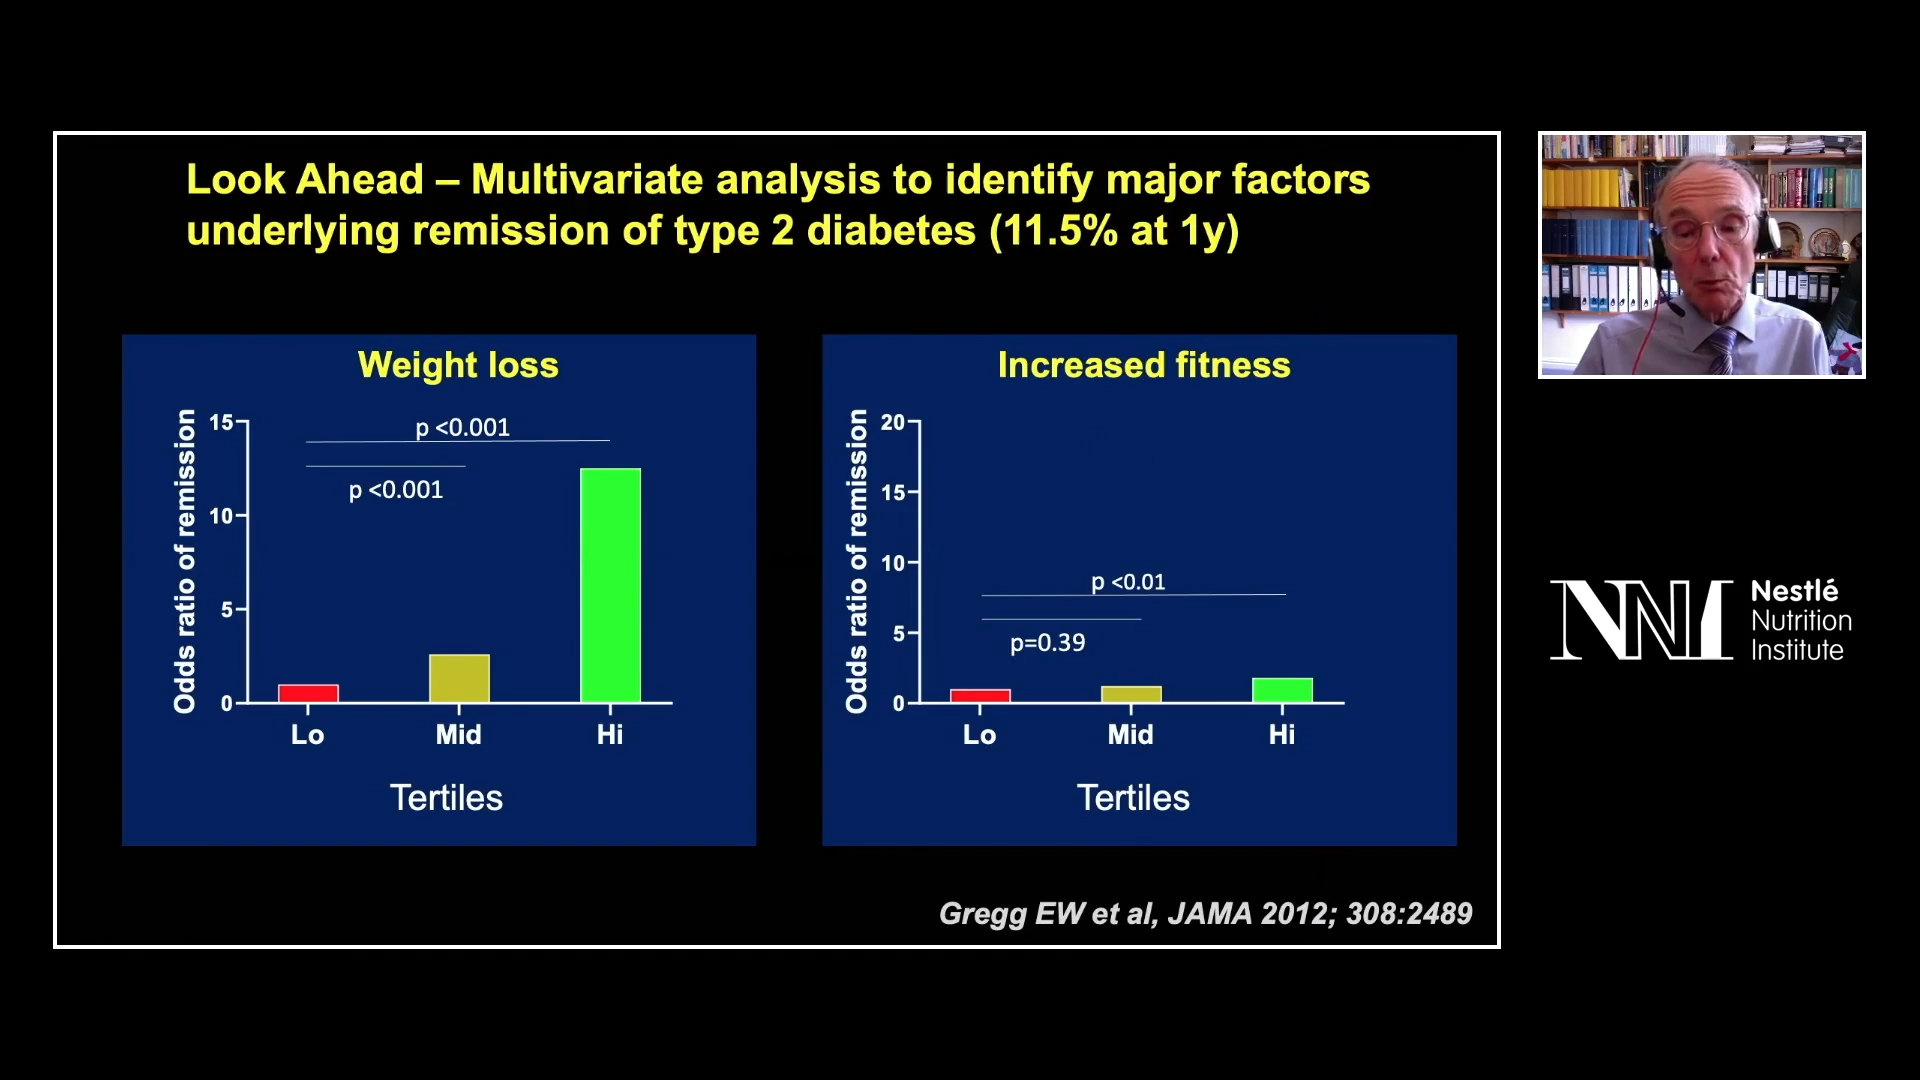 Look Ahead – Multivariate analysis to identify major factors
underlying remission of type 2 diabetes (11.5% at 1y)
Weight loss
Odds ratio of remission
15
10
5
0
p <0.001
p <0.001
Lo Mid Hi
Tertiles
Increased fitness
Odds ratio of remission
20
15
10
5
0
p <0.01
p=0.39
Lo Mid Hi
Tertiles
Gregg EW et al, JAMA 2012; 308:2489
NNI
Nestlé
Nutrition
Institute